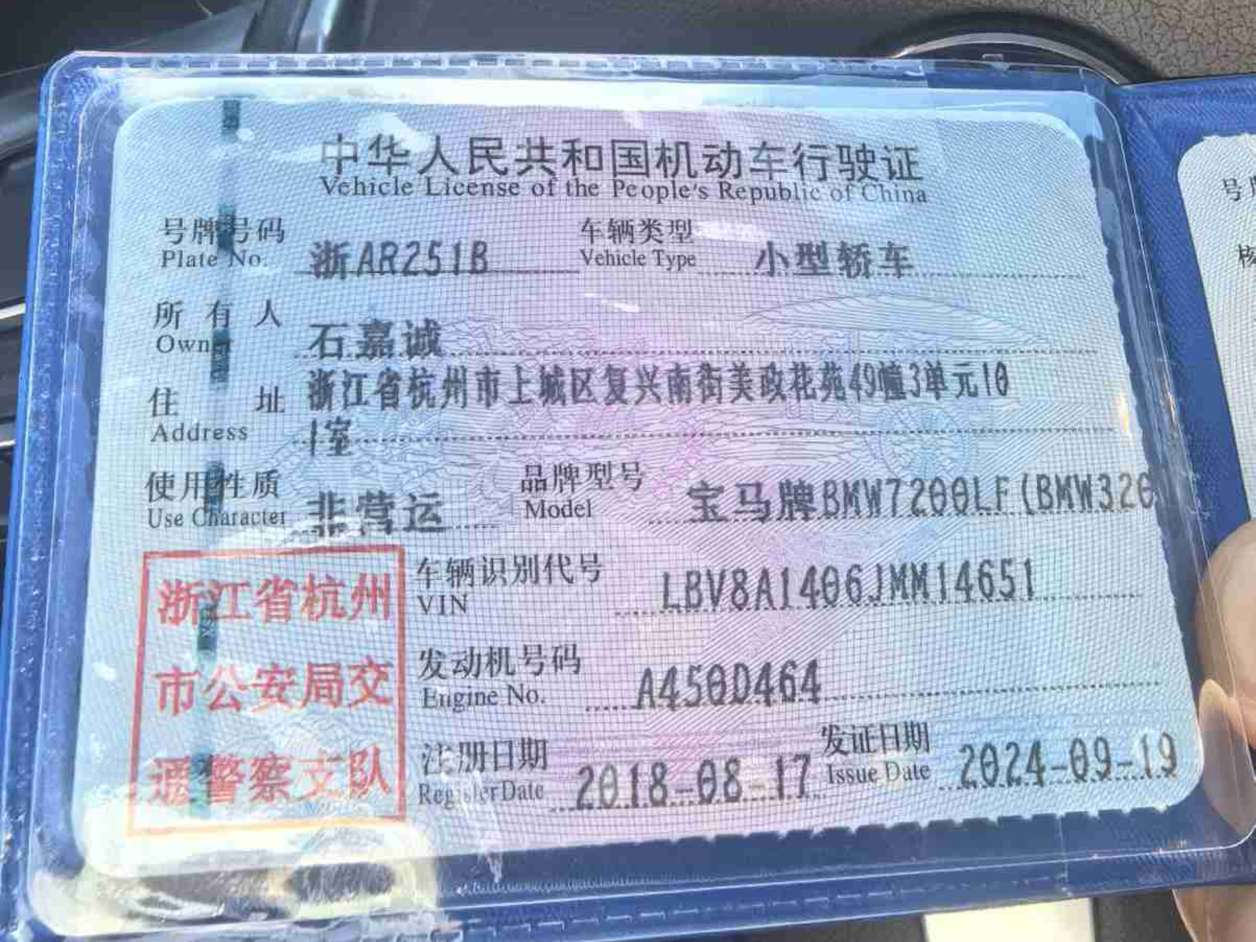 中华人民共和国机动车行驶证
Vehicle License of the People's Republic of China
号牌号码 浙AR251B 车辆类型 小型轿车
Plate No. Vehicle Type
所有人 石嘉诚
Owner
住址 浙江省杭州市上城区复兴南街美政花苑49幢3单元10
Address 1室
使用性质 非营运 品牌型号 宝马牌BMW7200LF(BMW320
Use Character Model
浙江省杭州
市公安局交
通警察支队
车辆识别代号 LBV8A1406JMM14651
VIN
发动机号码 A450D464
Engine No.
注册日期 2018-08-17 发证日期 2024-09-19
Register Date Issue Date
号
核